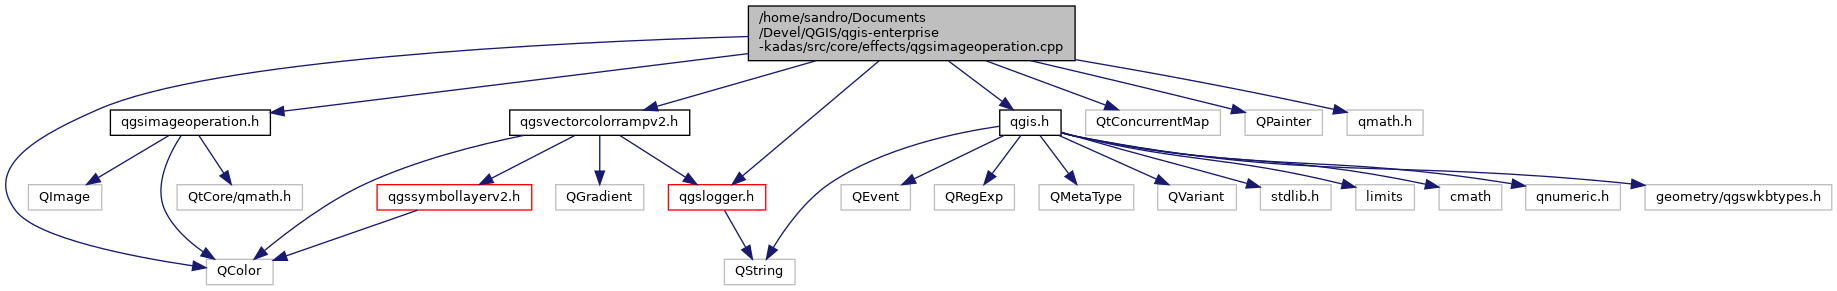 /home/sandro/Documents
/Devel/QGIS/qgis-enterprise
-kadas/src/core/effects/qgsimageoperation.cpp
qgsimageoperation.h
qgsvectorcolorrampv2.h
qgis.h
QtConcurrentMap
QPainter
qmath.h
QImage
QtCore/qmath.h
qgssymbollayerv2.h
QGradient
qgslogger.h
QEvent
QRegExp
QMetaType
QVariant
stdlib.h
limits
cmath
qnumeric.h
geometry/qgswkbtypes.h
QColor
QString